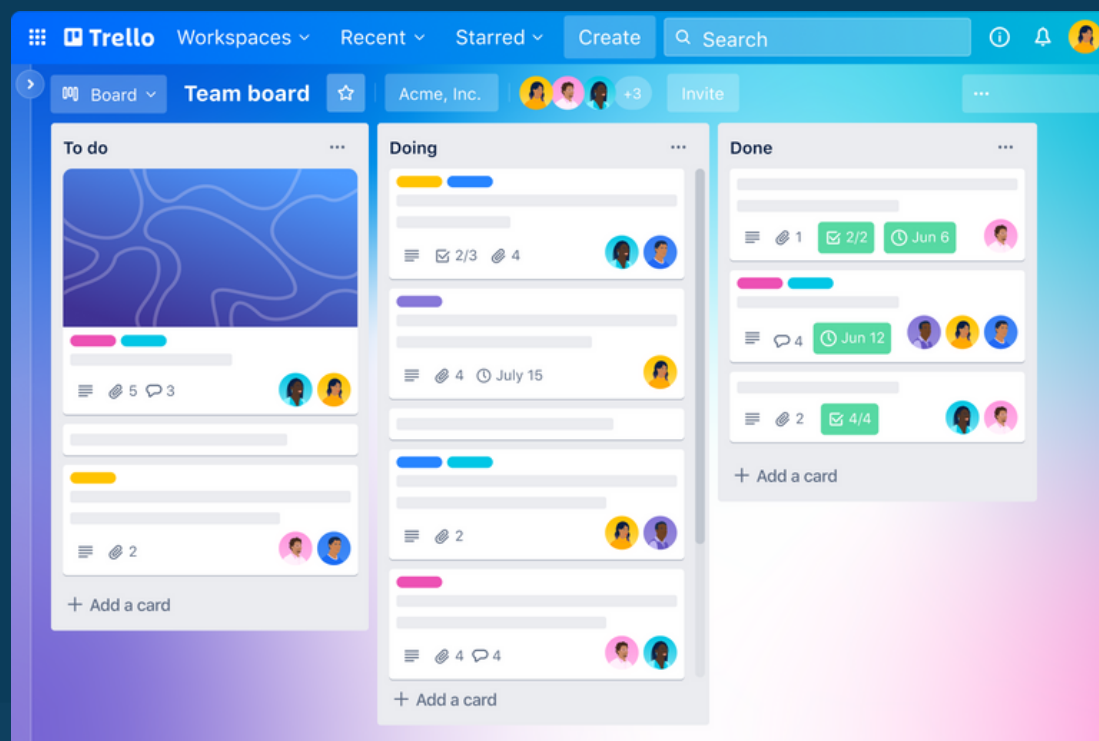 Trello Workspaces Recent Starred Create Search
Board Team board Acme, Inc. +3 Invite
To do
5 3
2
+ Add a card
Doing
2/3 4
4 July 15
2
4 4
+ Add a card
Done
1 2/2 Jun 6
4 Jun 12
2 4/4
+ Add a card